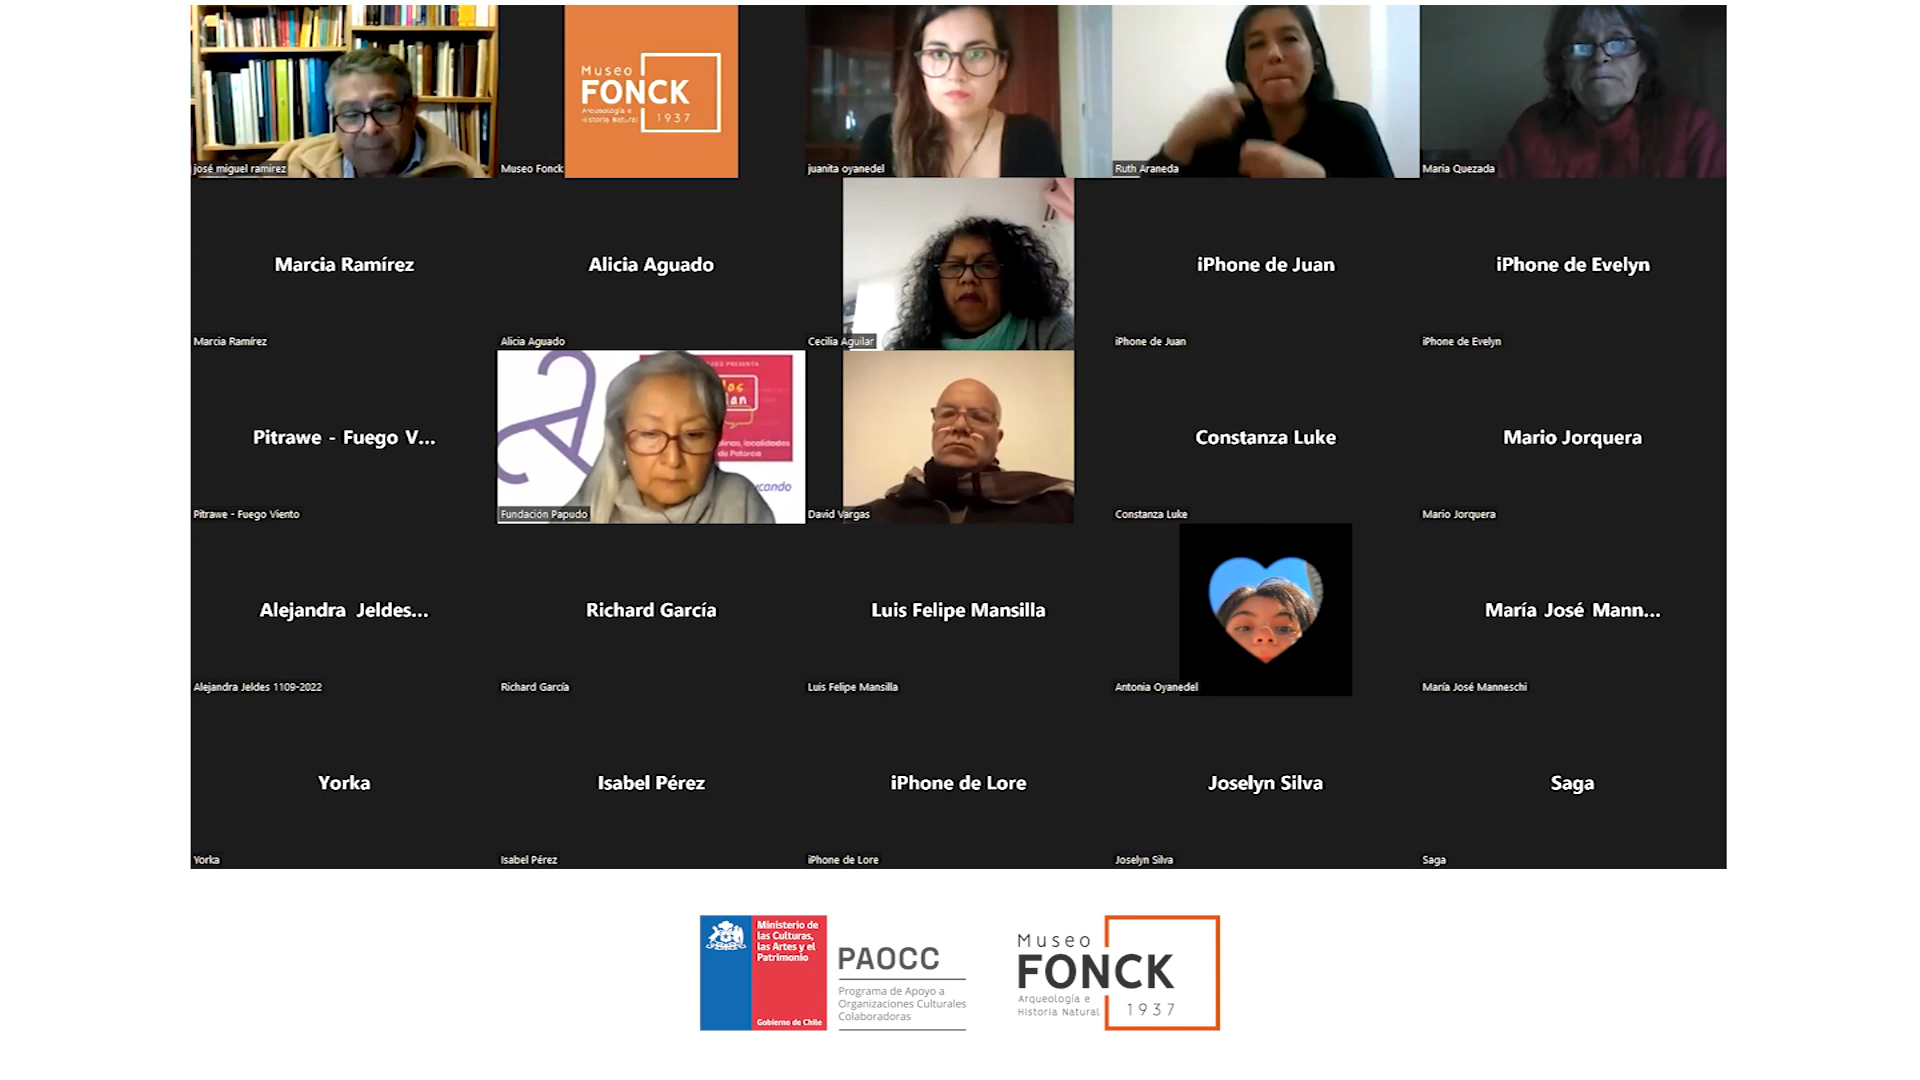 Museo
FONCK
Arqueología e
Historia Natural
1937
josé miguel ramirez
Museo Fonck
juanita oyanedel
Ruth Araneda
Maria Quezada
Marcia Ramírez
Alicia Aguado
iPhone de Juan
iPhone de Evelyn
Marcia Ramírez
Alicia Aguado
Cecilia Aguilar
iPhone de Juan
iPhone de Evelyn
Pitrawe - Fuego V...
Constanza Luke
Mario Jorquera
Pitrawe - Fuego Viento
Fundación Papudo
David Vargas
Constanza Luke
Mario Jorquera
Alejandra Jeldes...
Richard García
Luis Felipe Mansilla
María José Mann...
Alejandra Jeldes 1109-2022
Richard García
Luis Felipe Mansilla
Antonia Oyanedel
María José Manneschi
Yorka
Isabel Pérez
iPhone de Lore
Joselyn Silva
Saga
Yorka
Isabel Pérez
iPhone de Lore
Joselyn Silva
Saga
Ministerio de
las Culturas,
las Artes y el
Patrimonio
Gobierno de Chile
PAOCC
Programa de Apoyo a
Organizaciones Culturales
Colaboradoras
Museo
FONCK
Arqueología e
Historia Natural
1937